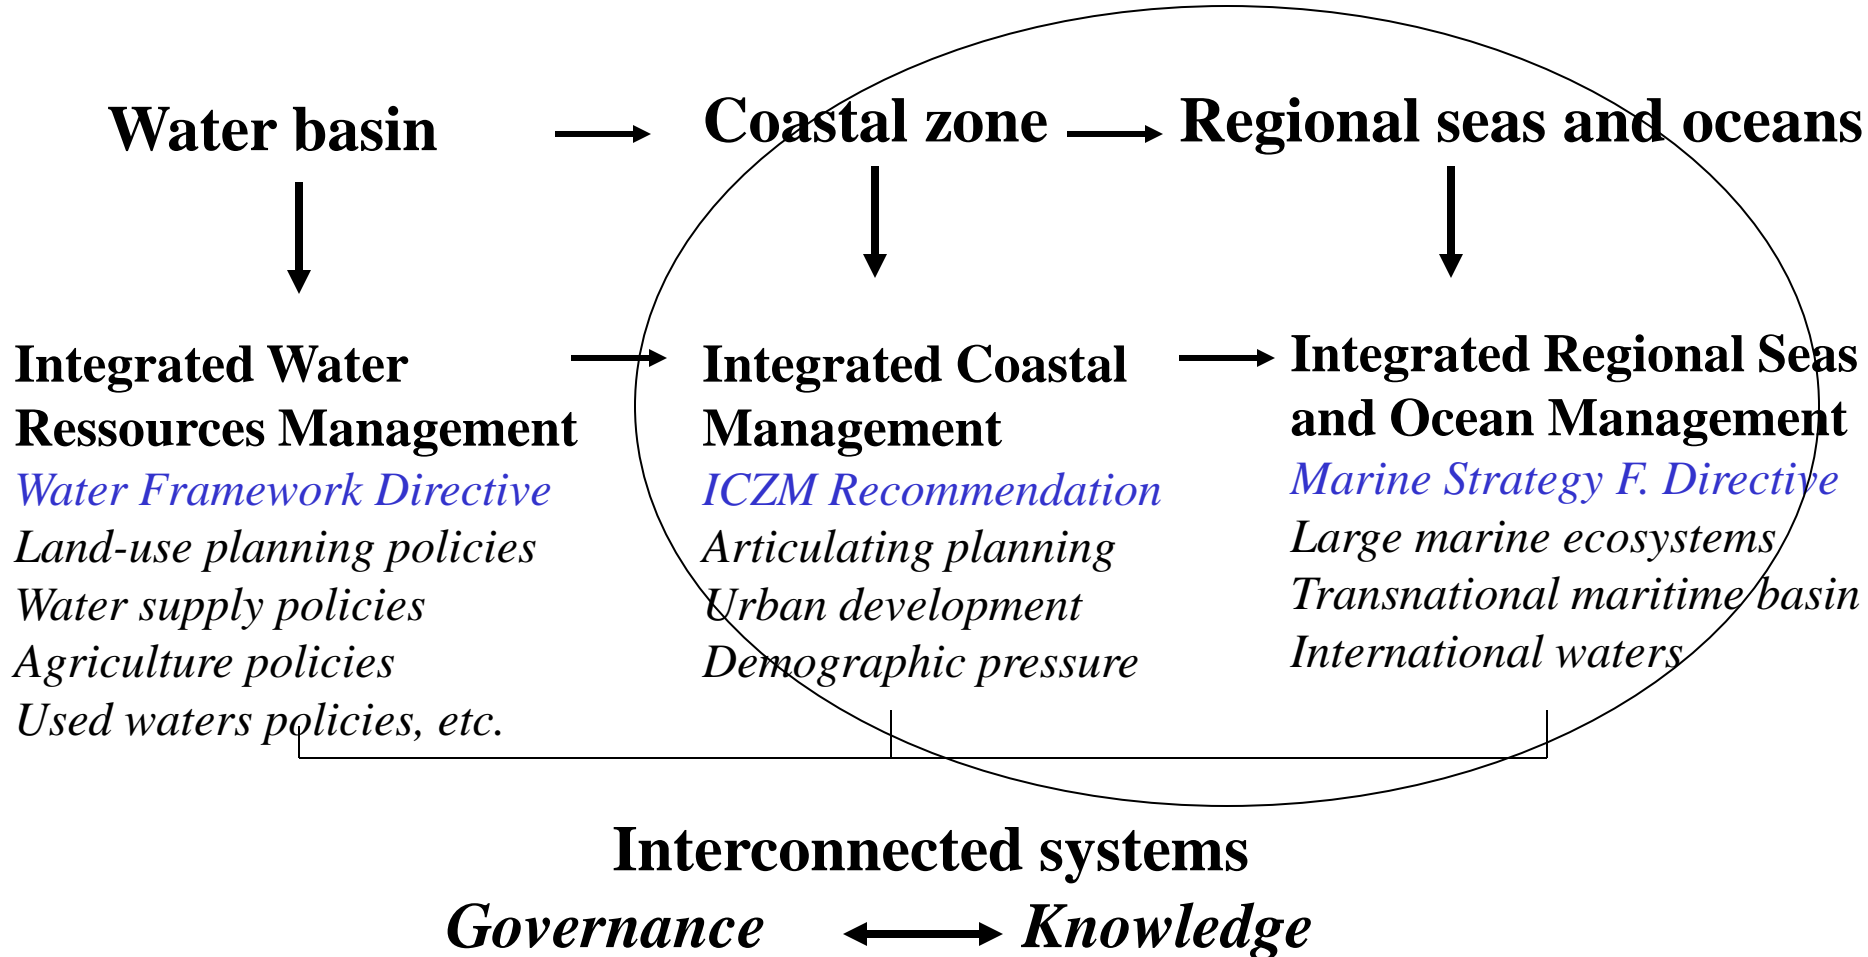 Water basin
Coastal zone
Regional seas and oceans
Integrated Water
Ressources Management
Water Framework Directive
Land-use planning policies
Water supply policies
Agriculture policies
Used waters policies, etc.
Integrated Coastal
Management
ICZM Recommendation
Articulating planning
Urban development
Demographic pressure
Integrated Regional Seas
and Ocean Management
Marine Strategy F. Directive
Large marine ecosystems
Transnational maritime basin
International waters
Interconnected systems
Governance
Knowledge